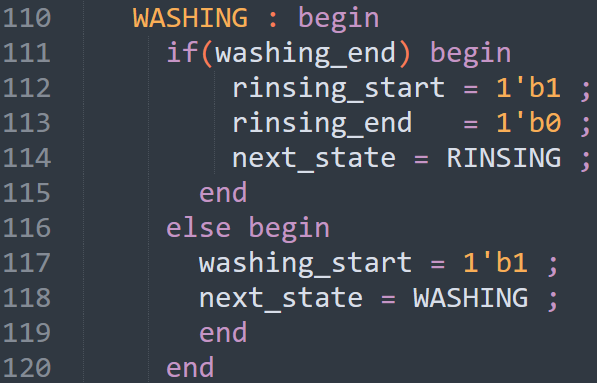 110 WASHING : begin
111 if(washing_end) begin
112 rinsing_start = 1'b1 ;
113 rinsing_end = 1'b0 ;
114 next_state = RINSING ;
115 end
116 else begin
117 washing_start = 1'b1 ;
118 next_state = WASHING ;
119 end
120 end